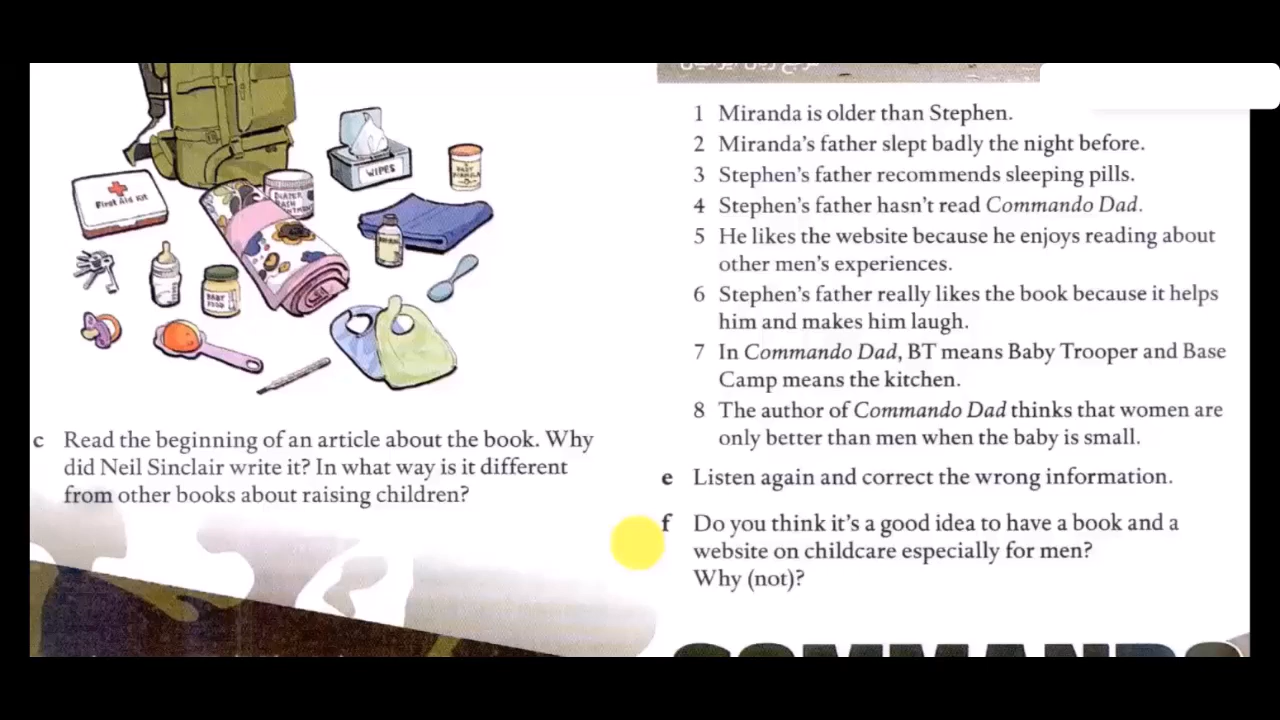 First Aid Kit
WIPES
BABY
FOOD
c Read the beginning of an article about the book. Why
did Neil Sinclair write it? In what way is it different
from other books about raising children?
1 Miranda is older than Stephen.
2 Miranda's father slept badly the night before.
3 Stephen's father recommends sleeping pills.
4 Stephen's father hasn't read Commando Dad.
5 He likes the website because he enjoys reading about
other men's experiences.
6 Stephen's father really likes the book because it helps
him and makes him laugh.
7 In Commando Dad, BT means Baby Trooper and Base
Camp means the kitchen.
8 The author of Commando Dad thinks that women are
only better than men when the baby is small.
e Listen again and correct the wrong information.
f Do you think it's a good idea to have a book and a
website on childcare especially for men?
Why (not)?